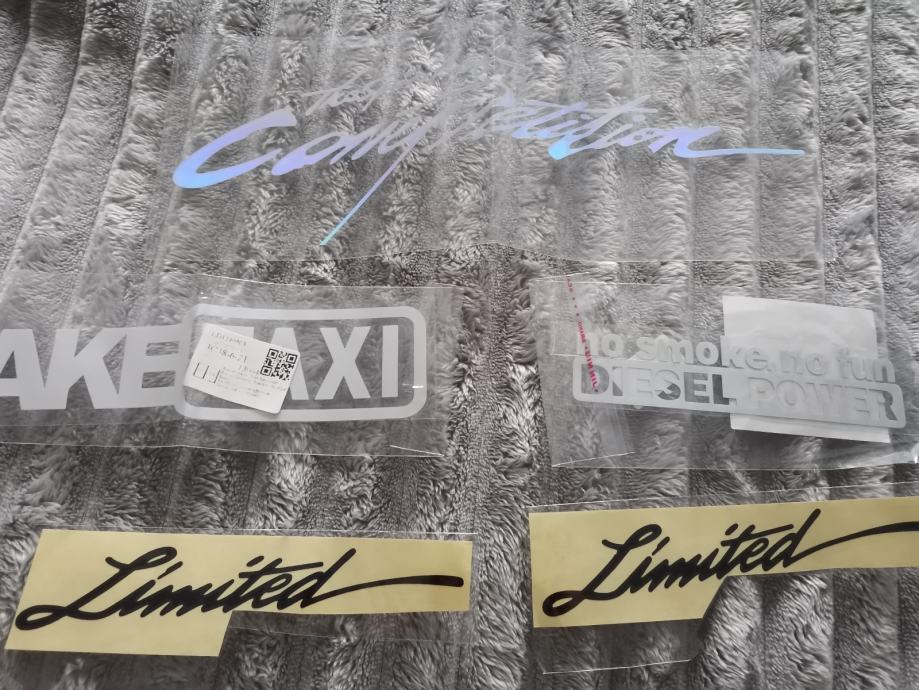 Competition
AKE TAXI
no smoke no fun
DIESEL POWER
Limited
Limited